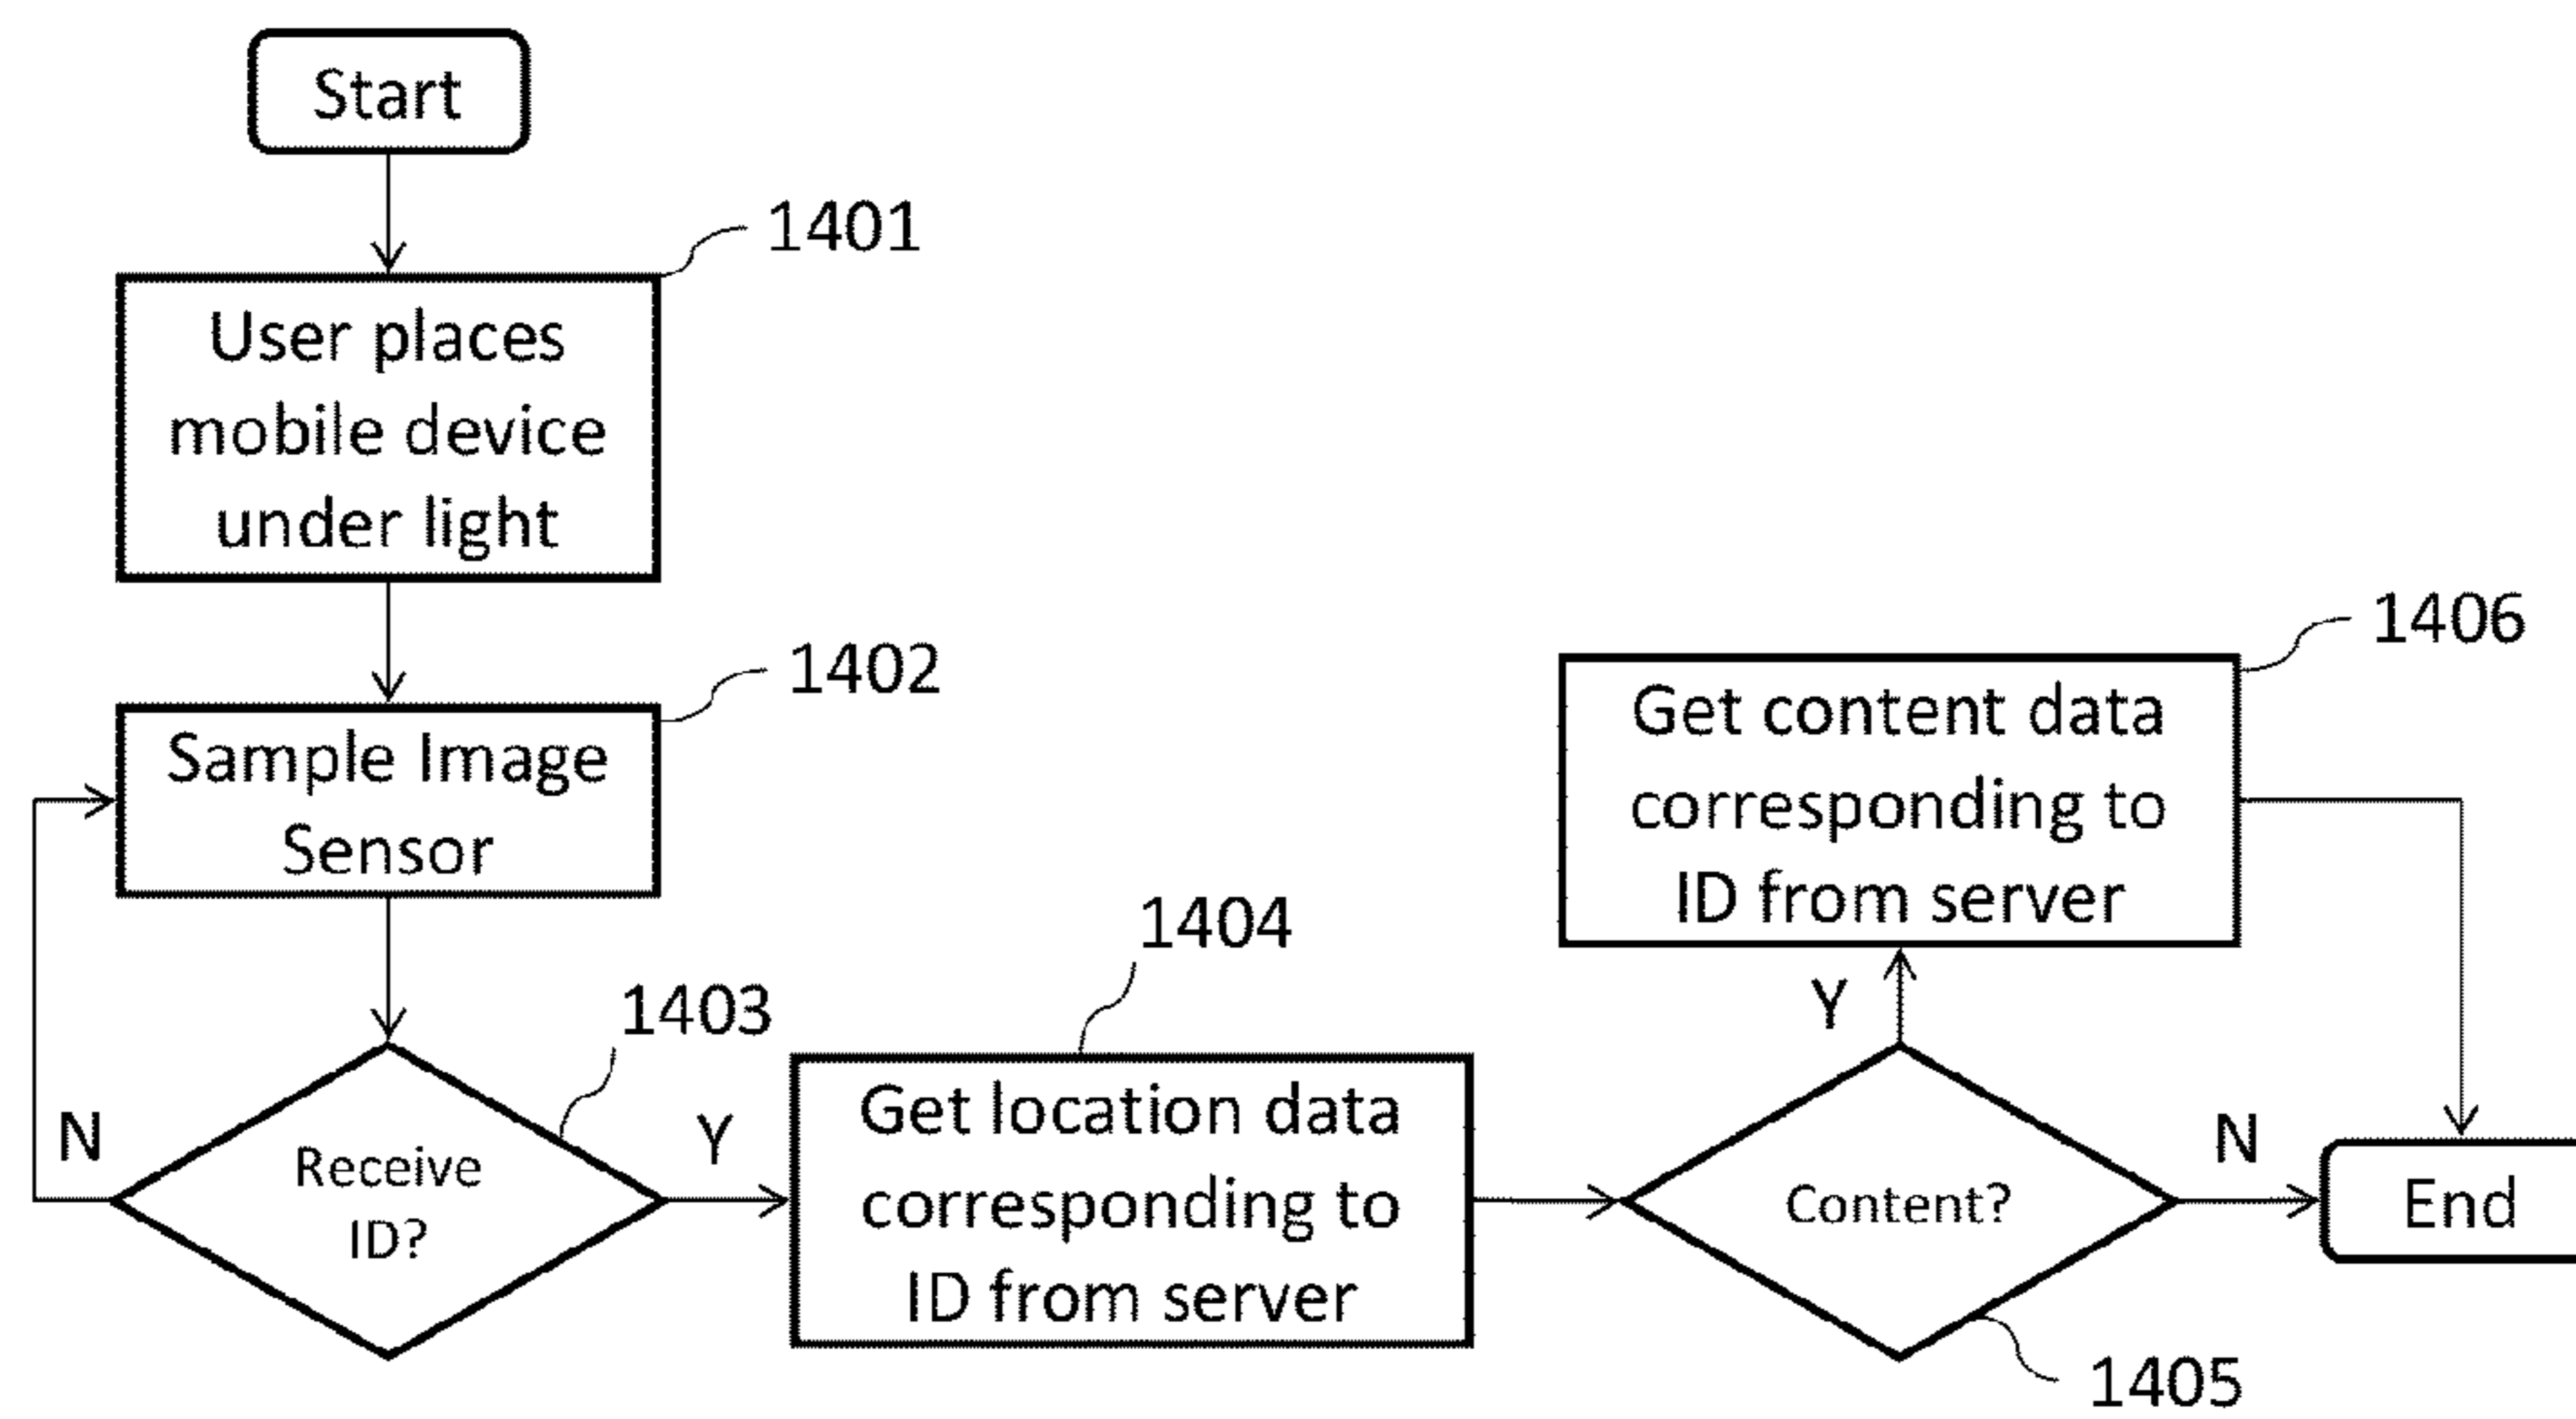 Start
1401
User places
mobile device
under light
1402
Sample Image
Sensor
1403
Receive
ID?
N
Y
1404
Get location data
corresponding to
ID from server
Content?
1405
Y
N
1406
Get content data
corresponding to
ID from server
End